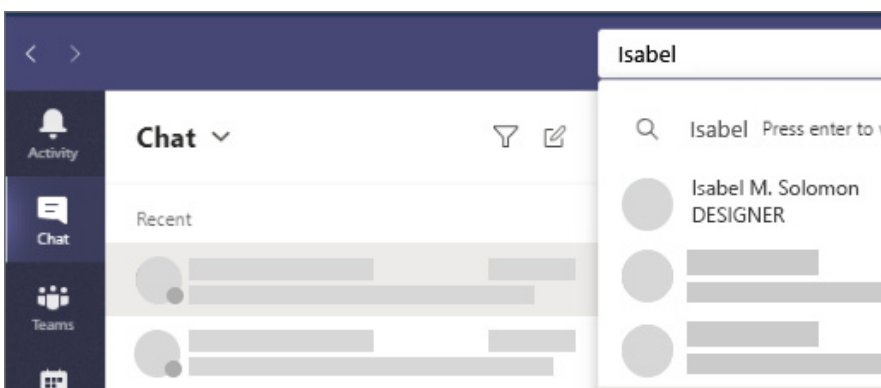 Isabel
Activity
Chat
Isabel Press enter to
Isabel M. Solomon
DESIGNER
Recent
Chat
Teams